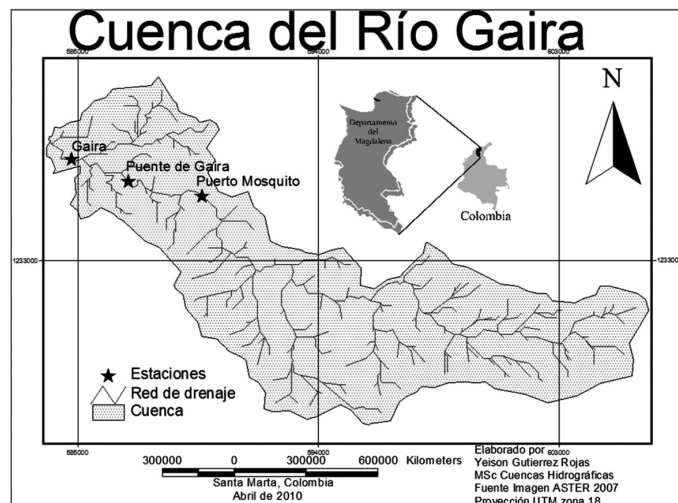 Cuenca del Río Gaira
585000 594000 603000
N
Departamento
del
Magdalena
Gaira
Puente de Gaira
Puerto Mosquito
Colombia
1233000 1233000
Estaciones
Red de drenaje
Cuenca
585000 594000 603000
300000 0 300000 600000 Kilometers
Santa Marta, Colombia
Abril de 2010
Elaborado por
Yeison Gutierrez Rojas
MSc Cuencas Hidrográficas
Fuente Imagen ASTER 2007
Proyección UTM zona 18